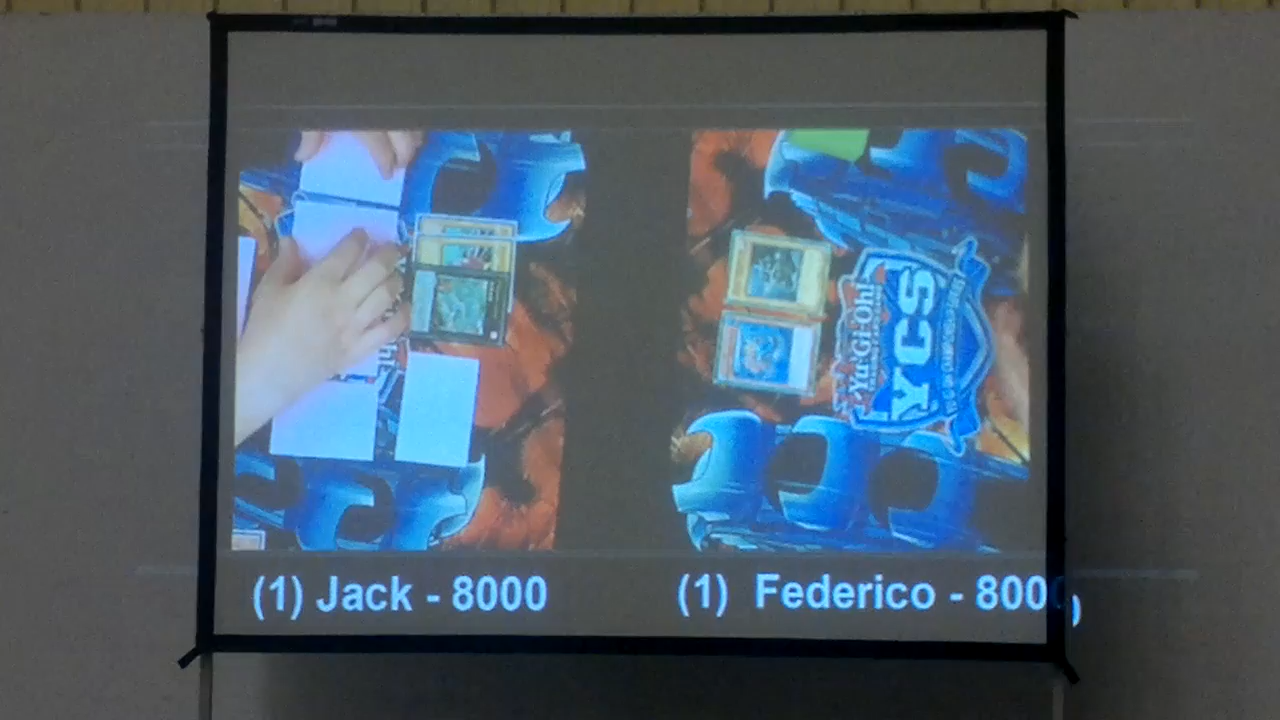 Yu-Gi-Oh!
YCS
(1) Jack - 8000
(1) Federico - 8000